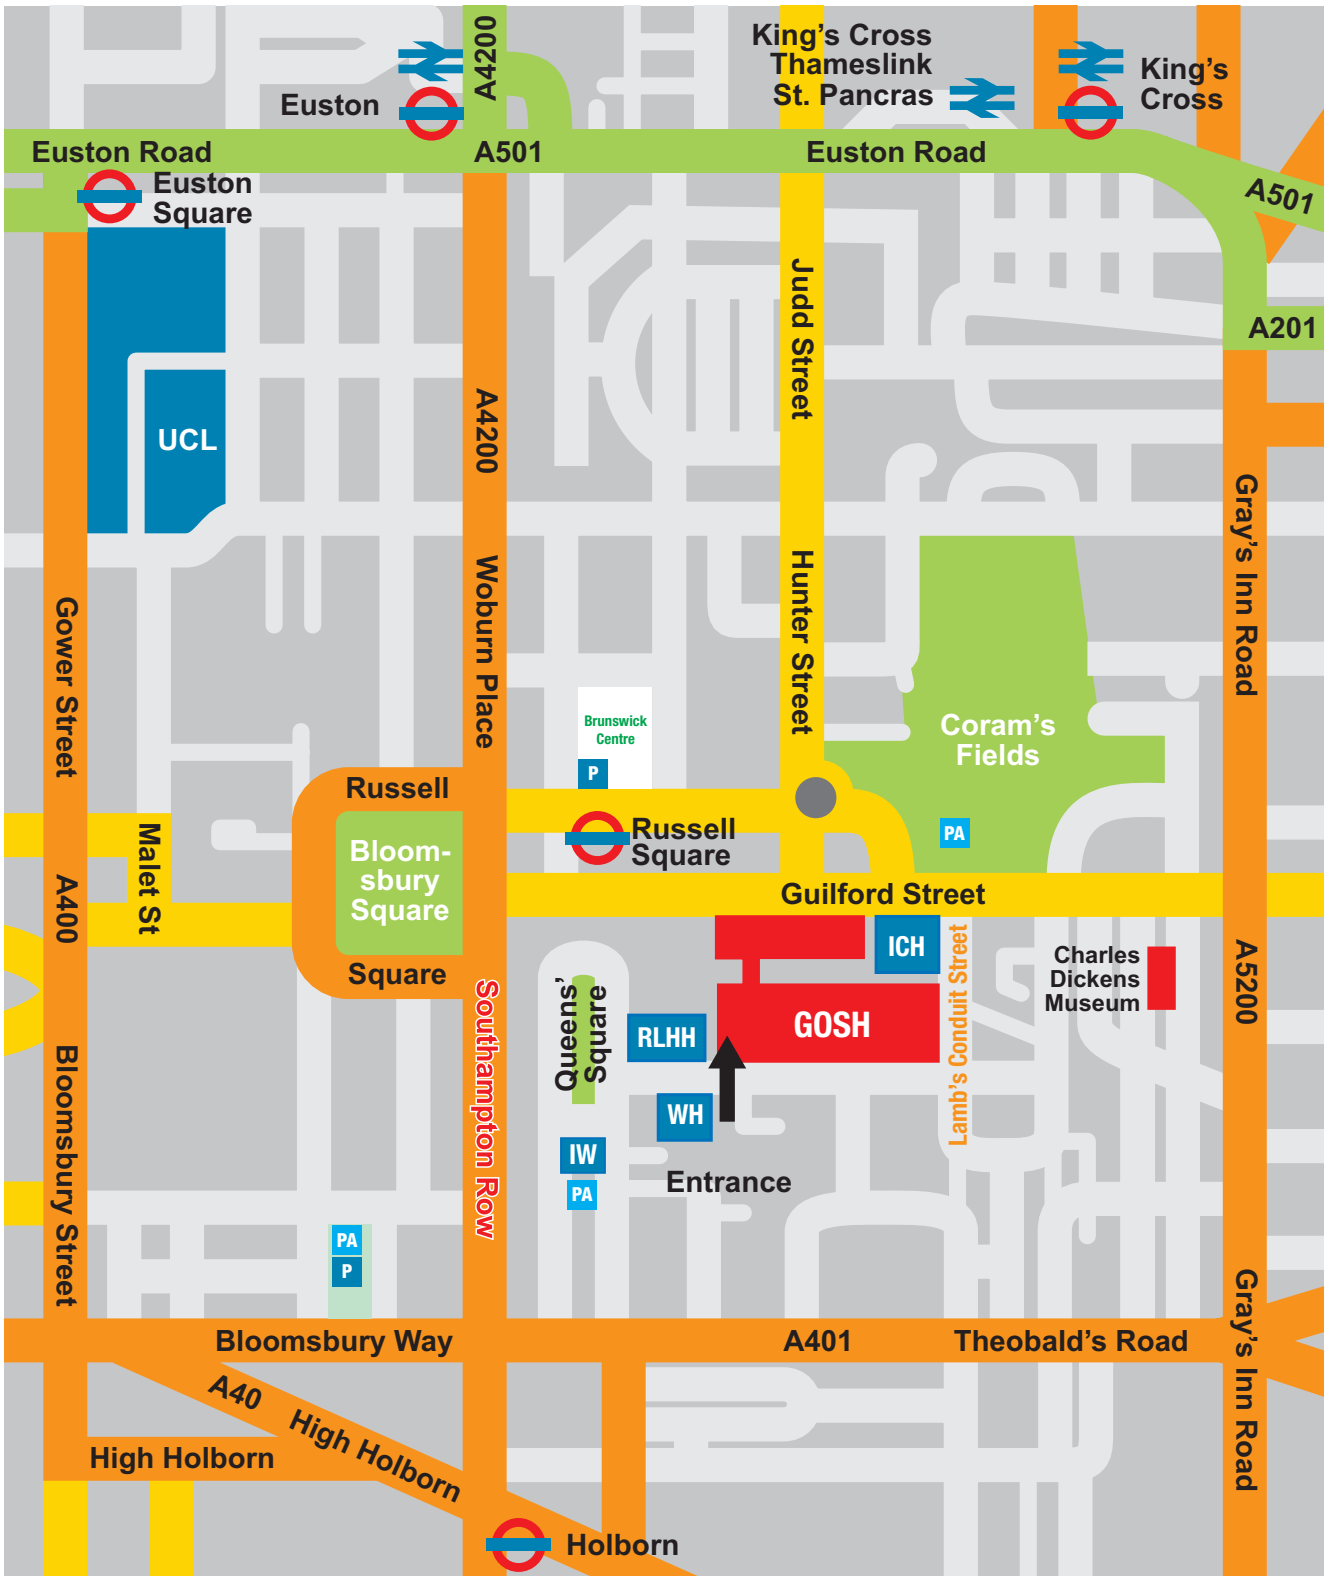 A4200
King's Cross
Thameslink
St. Pancras
King's
Cross
Euston
Euston Road
A501
Euston Road
Euston
Square
A501
Judd Street
A201
A4200
UCL
Gray's Inn Road
Hunter Street
Woburn Place
Gower Street
Brunswick
Centre
P
Coram's
Fields
Russell
Russell
Square
PA
Malet St
Bloom-
sbury
Square
A400
Guilford Street
ICH
Lamb's Conduit Street
Charles
Dickens
Museum
A5200
Square
Southampton Row
Queens'
Square
RLHH
GOSH
WH
Bloomsbury Street
IW
PA
Entrance
PA
P
Gray's Inn Road
Bloomsbury Way
A401
Theobald's Road
A40
High Holborn
High Holborn
Holborn